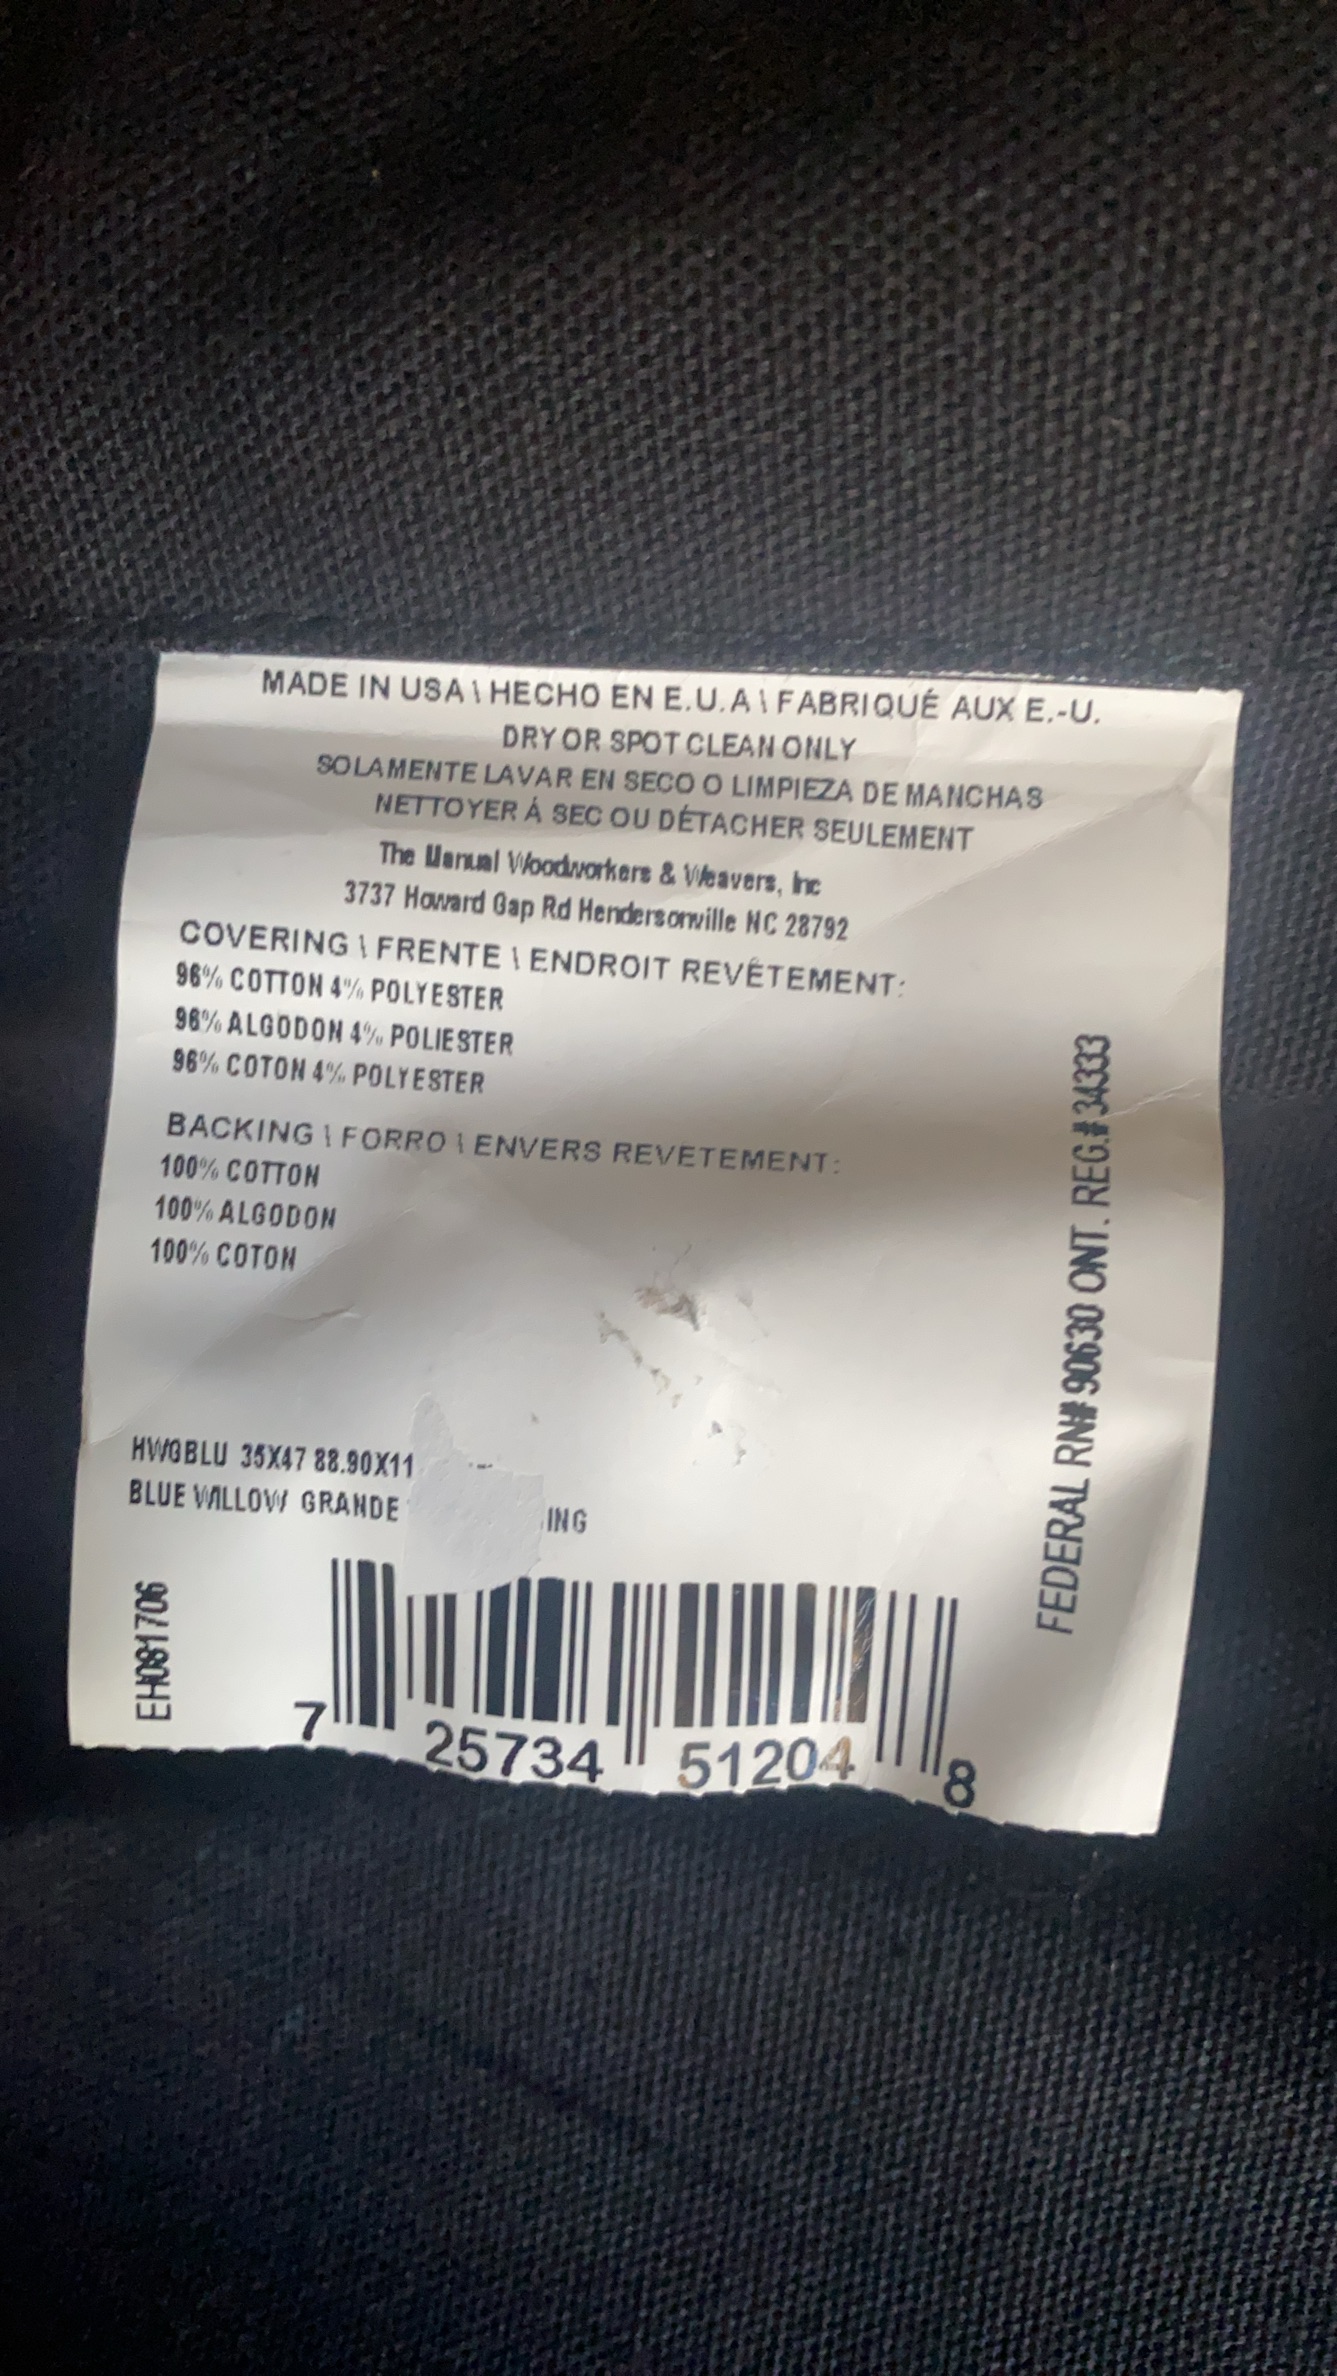 MADE IN USA \ HECHO EN E.U.A \ FABRIQUÉ AUX E.-U.
DRY OR SPOT CLEAN ONLY
SOLAMENTE LAVAR EN SECO O LIMPIEZA DE MANCHAS
NETTOYER Á SEC OU DÉTACHER SEULEMENT
The Manual Woodworkers & Weavers, Inc
3737 Howard Gap Rd Hendersonville NC 28792
COVERING \ FRENTE \ ENDROIT REVÊTEMENT:
96% COTTON 4% POLYESTER
96% ALGODON 4% POLIESTER
96% COTON 4% POLYESTER
BACKING \ FORRO \ ENVERS REVETEMENT:
100% COTTON
100% ALGODON
100% COTON
HWGBLU 35X47 88.90X11
BLUE WILLOW GRANDE ING
EH081706
7 25734 51204 8
FEDERAL RN# 90630 ONT. REG.# 34333